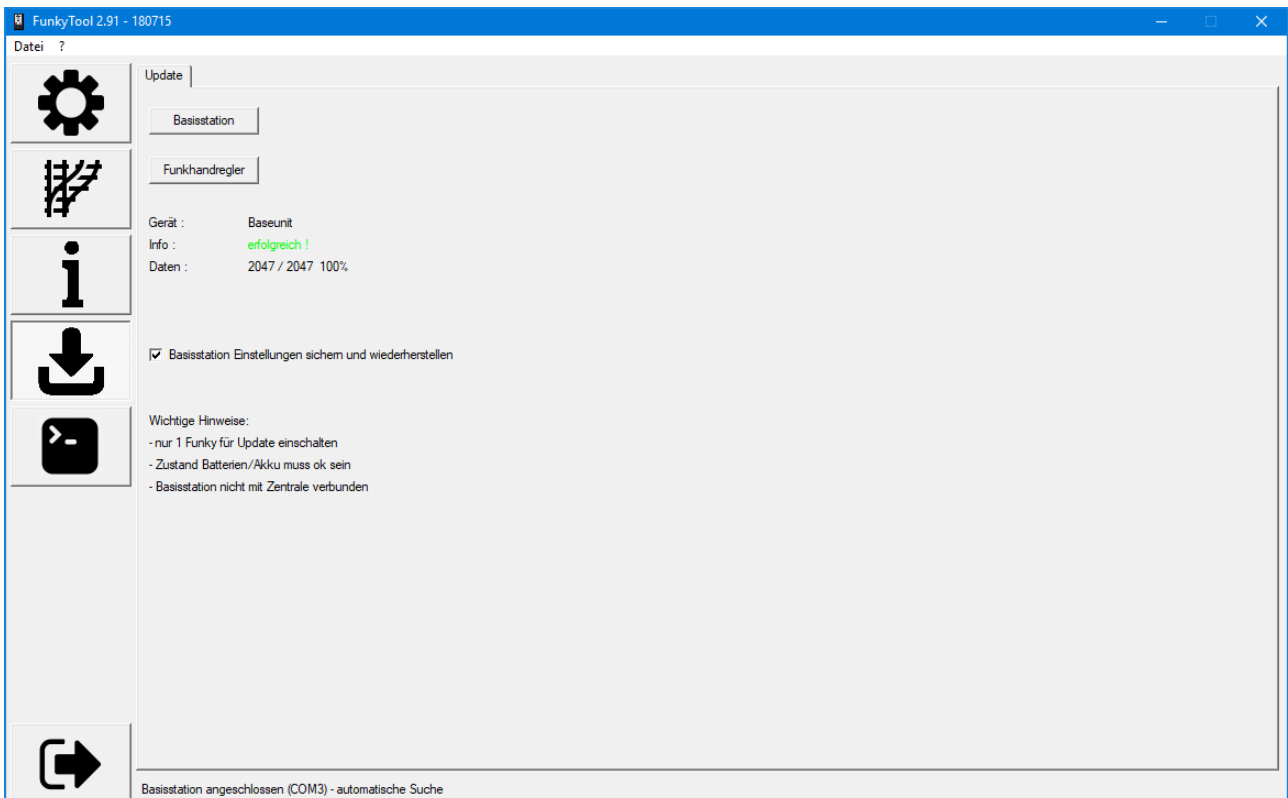 FunkyTool 2.91 - 180715
Datei ?
Update
Basisstation
Funkhandregler
Gerät : Baseunit
Info : erfolgreich !
Daten : 2047 / 2047 100%
Basisstation Einstellungen sichern und wiederherstellen
Wichtige Hinweise:
- nur 1 Funky für Update einschalten
- Zustand Batterien/Akku muss ok sein
- Basisstation nicht mit Zentrale verbunden
Basisstation angeschlossen (COM3) - automatische Suche